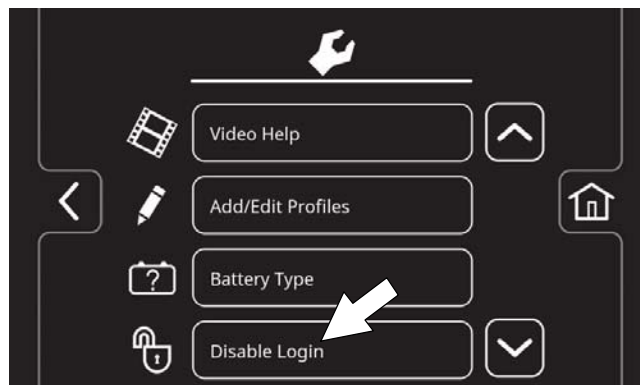 Video Help
Add/Edit Profiles
?
Battery Type
Disable Login